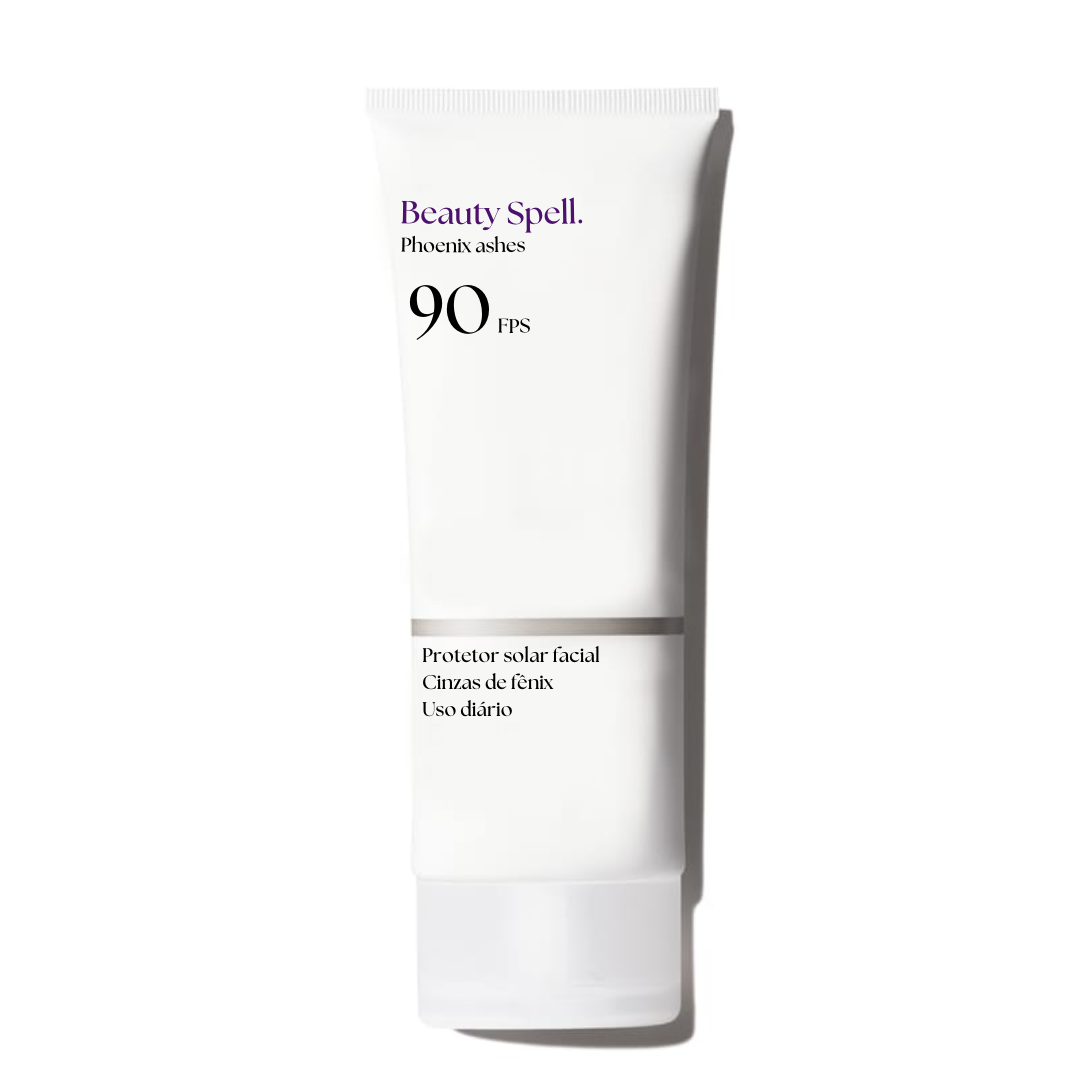 Beauty Spell.
Phoenix ashes
90 FPS
Protetor solar facial
Cinzas de fênix
Uso diário